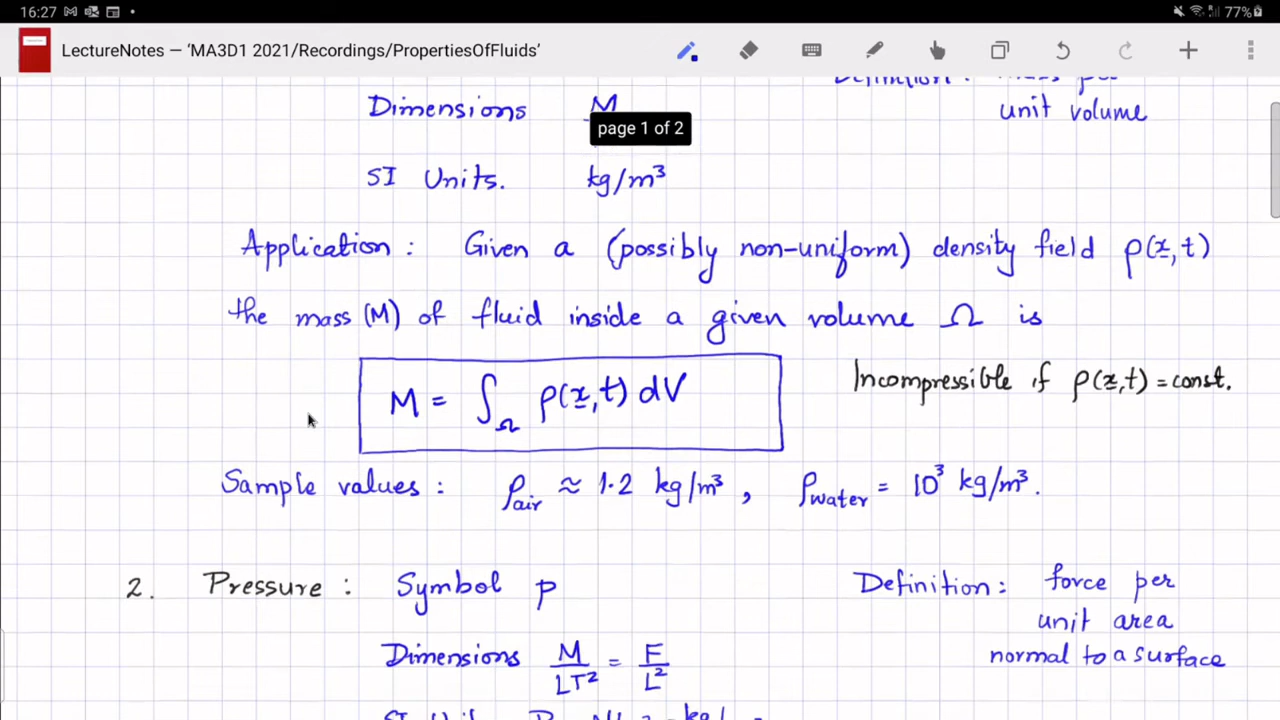 16:27
77%
LectureNotes — ‘MA3D1 2021/Recordings/PropertiesOfFluids’
Dimensions M
unit volume
page 1 of 2
SI Units. kg/m³
Application : Given a (possibly non-uniform) density field ρ(x̲,t)
the mass (M) of fluid inside a given volume Ω is
M = ∫_Ω ρ(x̲,t) dV
Incompressible if ρ(x̲,t) = const.
Sample values : ρair ≈ 1.2 kg/m³ , ρwater = 10³ kg/m³.
2. Pressure : Symbol p
Definition : force per
unit area
normal to a surface
Dimensions M/LT² = F/L²